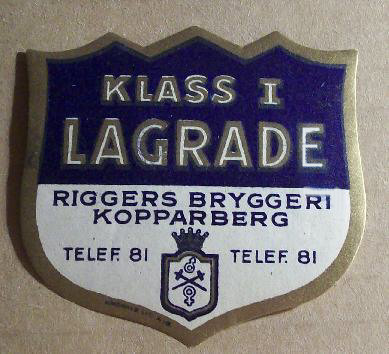 KLASS I
LAGRADE
RIGGERS BRYGGERI
KOPPARBERG
TELEF. 81 TELEF. 81